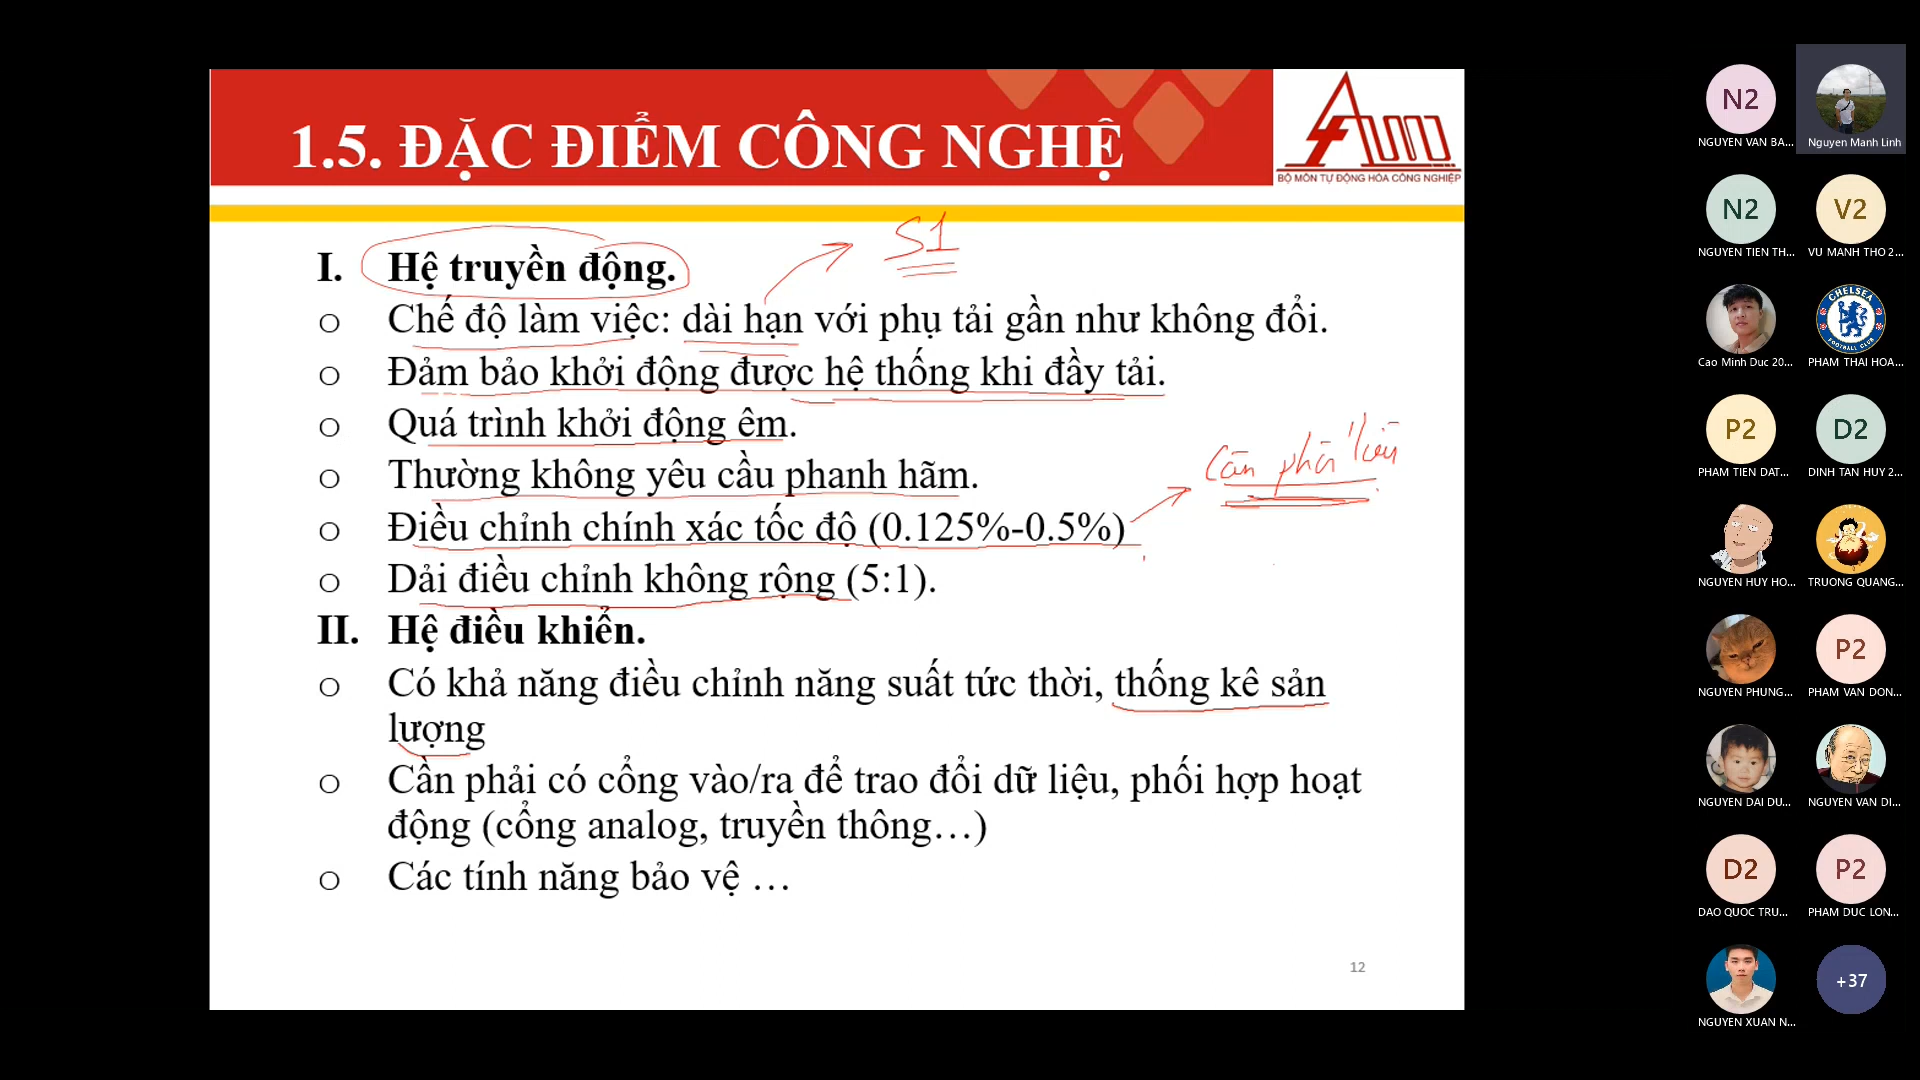 1.5. ĐẶC ĐIỂM CÔNG NGHỆ
BỘ MÔN TỰ ĐỘNG HÓA CÔNG NGHIỆP
S1
I. Hệ truyền động.
o Chế độ làm việc: dài hạn với phụ tải gần như không đổi.
o Đảm bảo khởi động được hệ thống khi đầy tải.
o Quá trình khởi động êm.
o Thường không yêu cầu phanh hãm.
Cân phối liệu
o Điều chỉnh chính xác tốc độ (0.125%-0.5%)
o Dải điều chỉnh không rộng (5:1).
II. Hệ điều khiển.
o Có khả năng điều chỉnh năng suất tức thời, thống kê sản
lượng
o Cần phải có cổng vào/ra để trao đổi dữ liệu, phối hợp hoạt
động (cổng analog, truyền thông…)
o Các tính năng bảo vệ …
12
N2
NGUYEN VAN BA...
Nguyen Manh Linh
N2
NGUYEN TIEN TH...
V2
VU MANH THO 2...
Cao Minh Duc 20...
CHELSEA
FOOTBALL CLUB
PHAM THAI HOA...
P2
PHAM TIEN DAT...
D2
DINH TAN HUY 2...
NGUYEN HUY HO...
TRUONG QUANG...
NGUYEN PHUNG...
P2
PHAM VAN DON...
NGUYEN DAI DU...
NGUYEN VAN DI...
D2
DAO QUOC TRU...
P2
PHAM DUC LON...
NGUYEN XUAN N...
+37